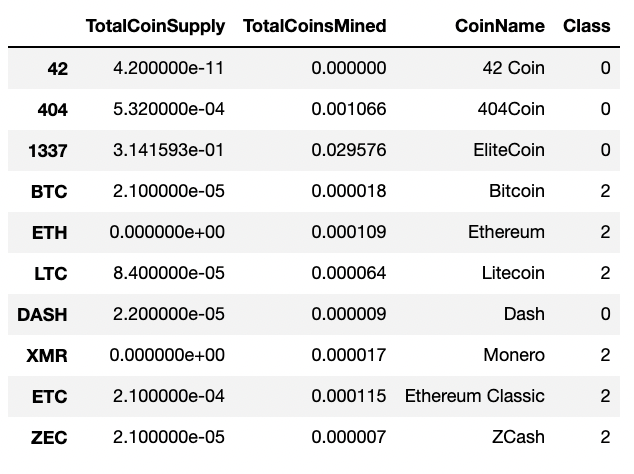 TotalCoinSupply TotalCoinsMined CoinName Class
42 4.200000e-11 0.000000 42 Coin 0
404 5.320000e-04 0.001066 404Coin 0
1337 3.141593e-01 0.029576 EliteCoin 0
BTC 2.100000e-05 0.000018 Bitcoin 2
ETH 0.000000e+00 0.000109 Ethereum 2
LTC 8.400000e-05 0.000064 Litecoin 2
DASH 2.200000e-05 0.000009 Dash 0
XMR 0.000000e+00 0.000017 Monero 2
ETC 2.100000e-04 0.000115 Ethereum Classic 2
ZEC 2.100000e-05 0.000007 ZCash 2